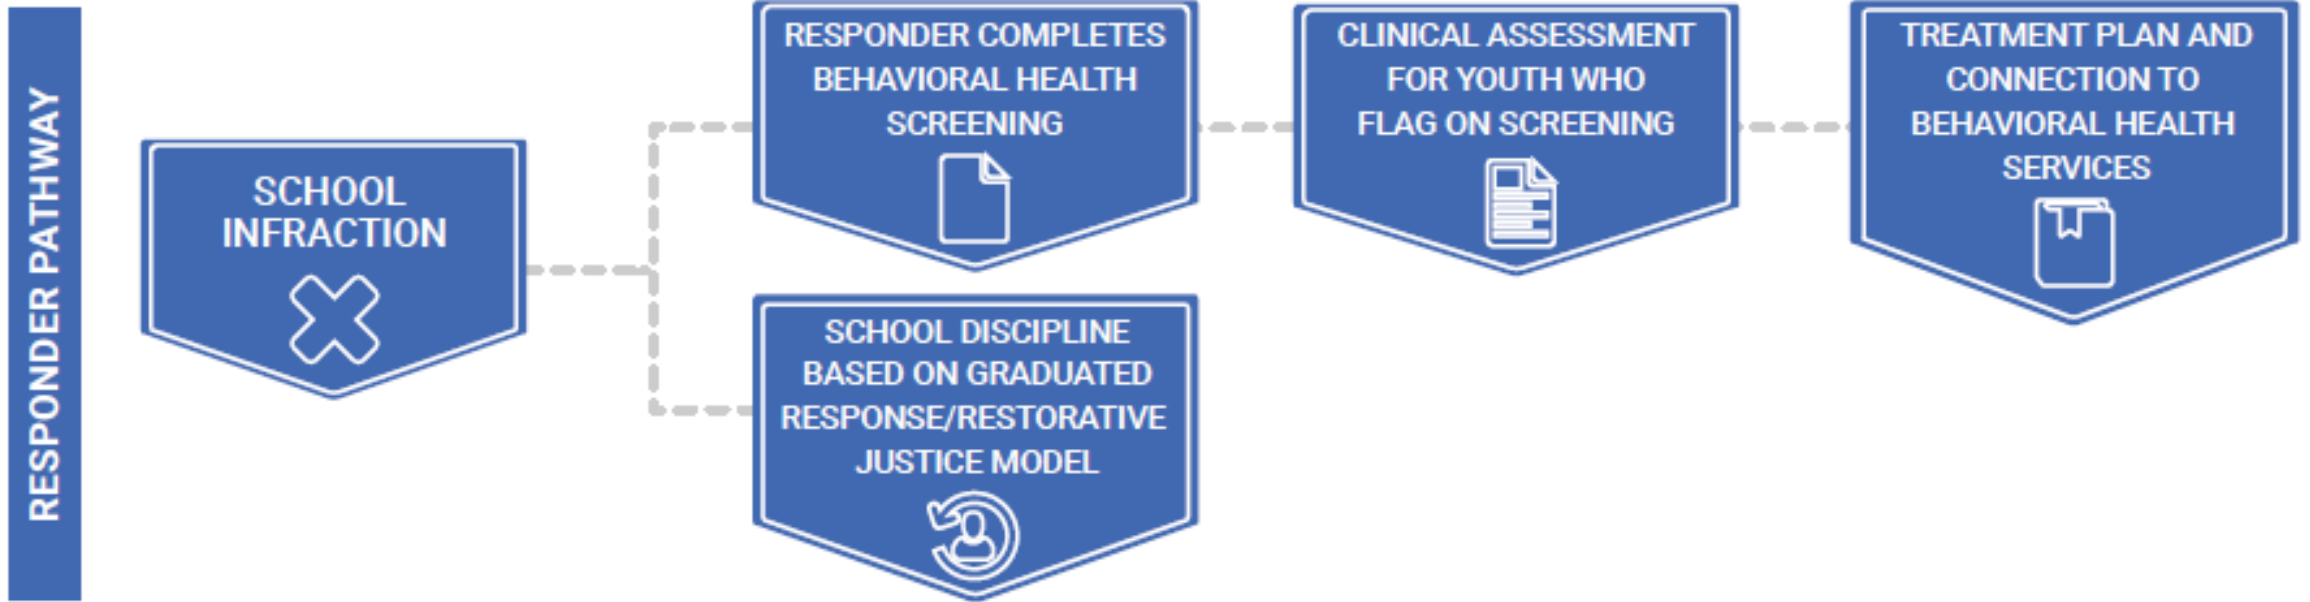 RESPONDER PATHWAY
SCHOOL
INFRACTION
RESPONDER COMPLETES
BEHAVIORAL HEALTH
SCREENING
SCHOOL DISCIPLINE
BASED ON GRADUATED
RESPONSE/RESTORATIVE
JUSTICE MODEL
CLINICAL ASSESSMENT
FOR YOUTH WHO
FLAG ON SCREENING
TREATMENT PLAN AND
CONNECTION TO
BEHAVIORAL HEALTH
SERVICES